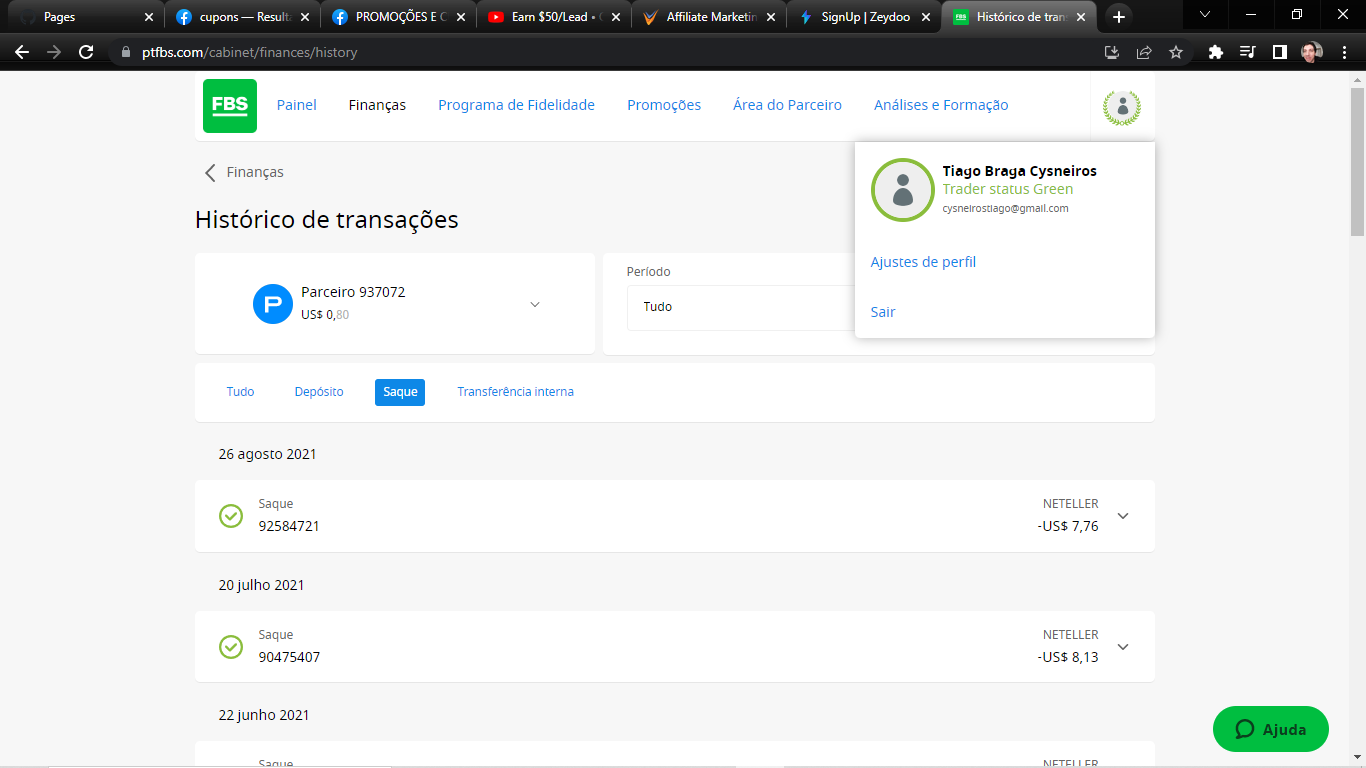 Pages
cupons — Result
PROMOÇÕES E C
Earn $50/Lead •
Affiliate Marketin
SignUp | Zeydoo
Histórico de trans
ptfbs.com/cabinet/finances/history
FBS
Painel
Finanças
Programa de Fidelidade
Promoções
Área do Parceiro
Análises e Formação
Tiago Braga Cysneiros
Trader status Green
cysneirostiago@gmail.com
Ajustes de perfil
Sair
Finanças
Histórico de transações
P
Parceiro 937072
US$ 0,80
Período
Tudo
Tudo
Depósito
Saque
Transferência interna
26 agosto 2021
Saque
NETELLER
92584721
-US$ 7,76
20 julho 2021
Saque
NETELLER
90475407
-US$ 8,13
22 junho 2021
Saque
NETELLER
Ajuda